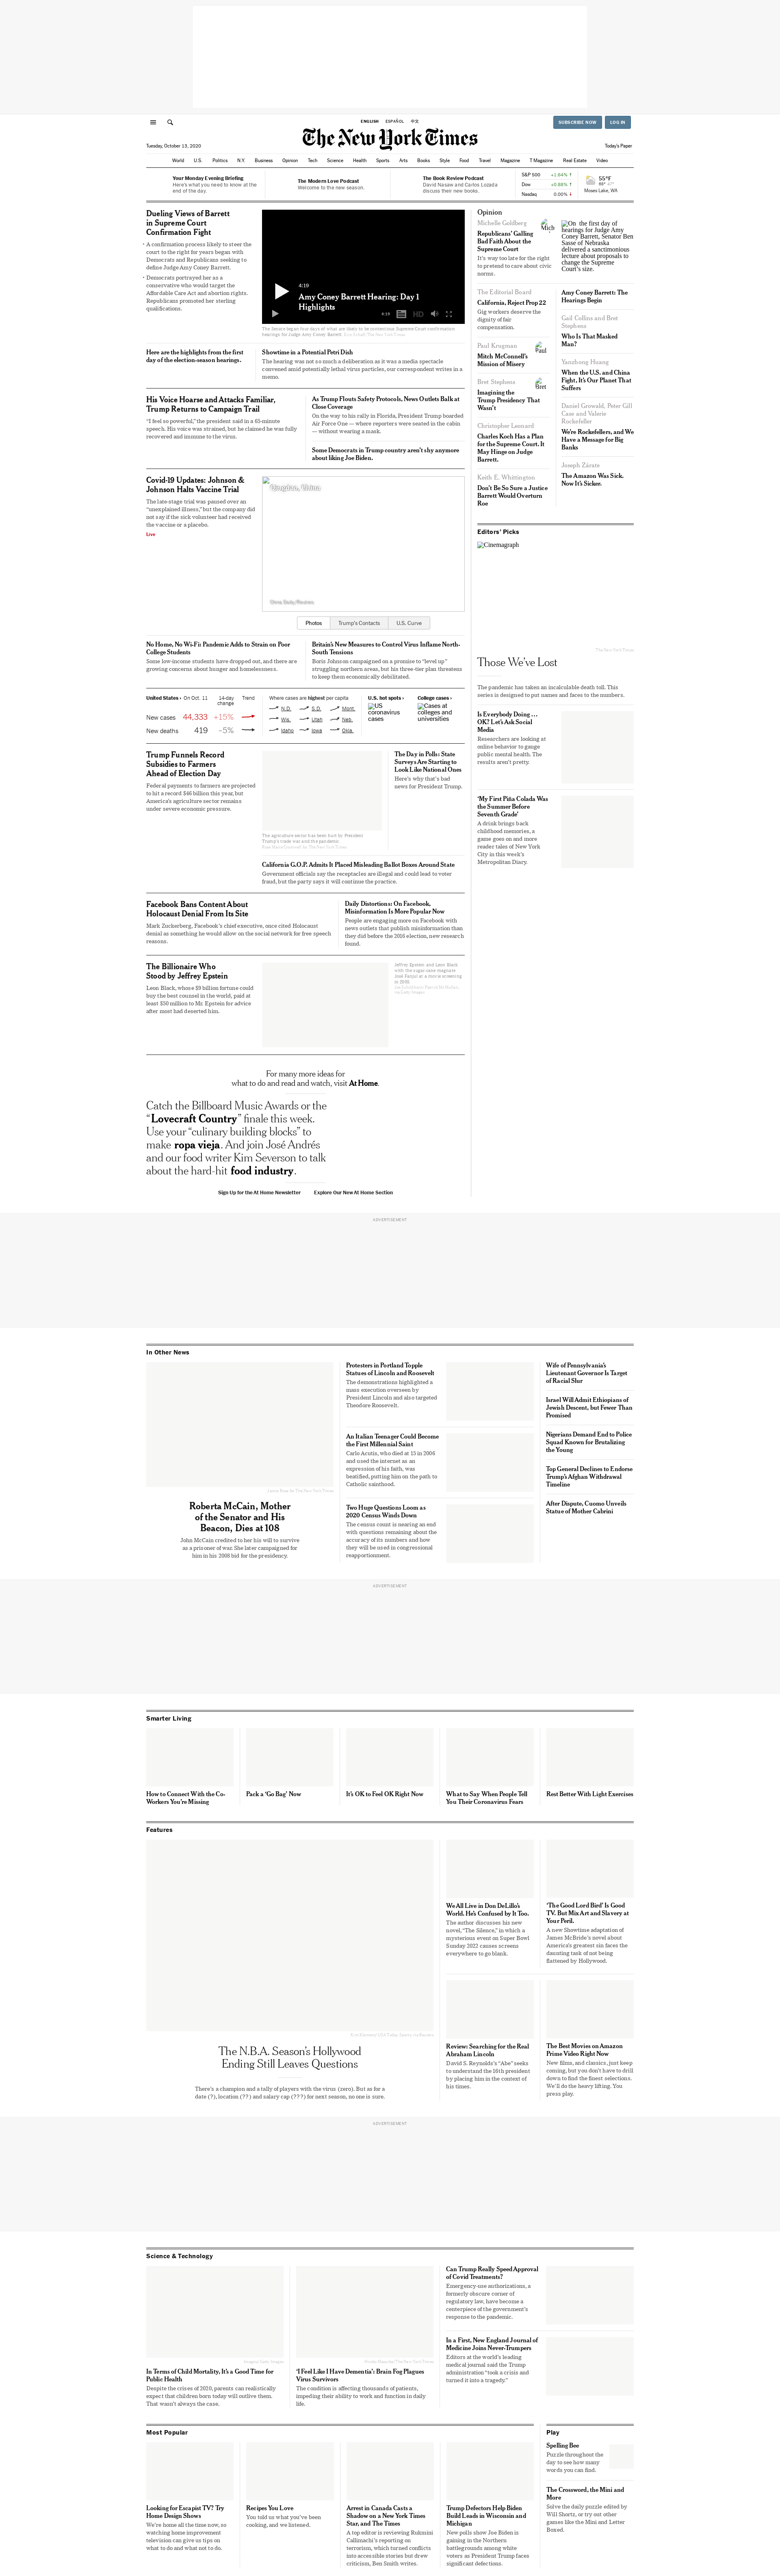 ENGLISH ESPAÑOL 中文
SUBSCRIBE NOW LOG IN
The New York Times
Tuesday, October 13, 2020
Today's Paper
World U.S. Politics N.Y. Business Opinion Tech Science Health Sports Arts Books Style Food Travel Magazine T Magazine Real Estate Video
Your Monday Evening Briefing
Here's what you need to know at the
end of the day.
The Modern Love Podcast
Welcome to the new season.
The Book Review Podcast
David Nasaw and Carlos Lozada
discuss their new books.
S&P 500 +1.64% ↑
Dow +0.88% ↑
Nasdaq 0.00% ↓
55°F
Moses Lake, WA
Dueling Views of Barrett
in Supreme Court
Confirmation Fight
A confirmation process likely to steer the
court to the right for years began with
Democrats and Republicans seeking to
define Judge Amy Coney Barrett.
Democrats portrayed her as a
conservative who would target the
Affordable Care Act and abortion rights.
Republicans promoted her sterling
qualifications.
4:19
Amy Coney Barrett Hearing: Day 1
Highlights
4:19 HD
The Senate began four days of what are likely to be contentious Supreme Court confirmation
hearings for Judge Amy Coney Barrett.
Here are the highlights from the first
day of the election-season hearings.
Showtime in a Potential Petri Dish
The hearing was not so much a deliberation as it was a media spectacle
convened amid potentially lethal virus particles, our correspondent writes in a
memo.
His Voice Hoarse and Attacks Familiar,
Trump Returns to Campaign Trail
"I feel so powerful," the president said in a 65-minute
speech. His voice was strained, but he claimed he was fully
recovered and immune to the virus.
As Trump Flouts Safety Protocols, News Outlets Balk at
Close Coverage
On the way to his rally in Florida, President Trump boarded
Air Force One — where reporters were seated in the cabin
— without wearing a mask.
Some Democrats in Trump country aren't shy anymore
about liking Joe Biden.
Covid-19 Updates: Johnson &
Johnson Halts Vaccine Trial
The late-stage trial was paused over an
"unexplained illness," but the company did
not say if the sick volunteer had received
the vaccine or a placebo.
Live
Qingdao, China
China Daily/Reuters
Photos Trump's Contacts U.S. Curve
No Home, No Wi-Fi: Pandemic Adds to Strain on Poor
College Students
Some low-income students have dropped out, and there are
growing concerns about hunger and homelessness.
Britain's New Measures to Control Virus Inflame North-
South Tensions
Boris Johnson campaigned on a promise to "level up"
struggling northern areas, but his three-tier plan threatens
to keep them economically debilitated.
United States › On Oct. 11 14-day
change Trend
New cases 44,333 +15%
New deaths 419 –5%
Where cases are highest per capita
N.D. S.D. Mont.
Wis. Utah Neb.
Idaho Iowa Okla.
U.S. hot spots ›
US
coronavirus
cases
College cases ›
Cases at
colleges and
universities
Trump Funnels Record
Subsidies to Farmers
Ahead of Election Day
Federal payments to farmers are projected
to hit a record $46 billion this year, but
America's agriculture sector remains
under severe economic pressure.
The agriculture sector has been hurt by President
Trump's trade war and the pandemic.
The Day in Polls: State
Surveys Are Starting to
Look Like National Ones
Here's why that's bad
news for President Trump.
California G.O.P. Admits It Placed Misleading Ballot Boxes Around State
Government officials say the receptacles are illegal and could lead to voter
fraud, but the party says it will continue the practice.
Facebook Bans Content About
Holocaust Denial From Its Site
Mark Zuckerberg, Facebook's chief executive, once cited Holocaust
denial as something he would allow on the social network for free speech
reasons.
Daily Distortions: On Facebook,
Misinformation Is More Popular Now
People are engaging more on Facebook with
news outlets that publish misinformation than
they did before the 2016 election, new research
found.
The Billionaire Who
Stood by Jeffrey Epstein
Leon Black, whose $9 billion fortune could
buy the best counsel in the world, paid at
least $50 million to Mr. Epstein for advice
after most had deserted him.
Jeffrey Epstein and Leon Black
with the sugar-cane magnate
José Fanjul at a movie screening
in 2005.
For many more ideas for
what to do and read and watch, visit At Home.
Catch the Billboard Music Awards or the
"Lovecraft Country" finale this week.
Use your "culinary building blocks" to
make ropa vieja. And join José Andrés
and our food writer Kim Severson to talk
about the hard-hit food industry.
Sign Up for the At Home Newsletter Explore Our New At Home Section
Opinion
Michelle Goldberg
Republicans' Galling
Bad Faith About the
Supreme Court
It's way too late for the right
to pretend to care about civic
norms.
Mich
On the first day of
hearings for Judge Amy
Coney Barrett, Senator Ben
Sasse of Nebraska
delivered a sanctimonious
lecture about proposals to
change the Supreme
Court's size.
The Editorial Board
California, Reject Prop 22
Gig workers deserve the
dignity of fair
compensation.
Paul Krugman
Mitch McConnell's
Mission of Misery
Paul
Bret Stephens
Imagining the
Trump Presidency That
Wasn't
Bret
Christopher Leonard
Charles Koch Has a Plan
for the Supreme Court. It
May Hinge on Judge
Barrett.
Keith E. Whittington
Don't Be So Sure a Justice
Barrett Would Overturn
Roe
Amy Coney Barrett: The
Hearings Begin
Gail Collins and Bret
Stephens
Who Is That Masked
Man?
Yanzhong Huang
When the U.S. and China
Fight, It's Our Planet That
Suffers
Daniel Growald, Peter Gill
Case and Valerie
Rockefeller
We're Rockefellers, and We
Have a Message for Big
Banks
Joseph Zárate
The Amazon Was Sick.
Now It's Sicker.
Editors' Picks
Cinemagraph
The New York Times
Those We've Lost
The pandemic has taken an incalculable death toll. This
series is designed to put names and faces to the numbers.
Is Everybody Doing …
OK? Let's Ask Social
Media
Researchers are looking at
online behavior to gauge
public mental health. The
results aren't pretty.
'My First Piña Colada Was
the Summer Before
Seventh Grade'
A drink brings back
childhood memories, a
game goes on and more
reader tales of New York
City in this week's
Metropolitan Diary.
ADVERTISEMENT
In Other News
Roberta McCain, Mother
of the Senator and His
Beacon, Dies at 108
John McCain credited to her his will to survive
as a prisoner of war. She later campaigned for
him in his 2008 bid for the presidency.
Protesters in Portland Topple
Statues of Lincoln and Roosevelt
The demonstrations highlighted a
mass execution overseen by
President Lincoln and also targeted
Theodore Roosevelt.
An Italian Teenager Could Become
the First Millennial Saint
Carlo Acutis, who died at 15 in 2006
and used the internet as an
expression of his faith, was
beatified, putting him on the path to
Catholic sainthood.
Two Huge Questions Loom as
2020 Census Winds Down
The census count is nearing an end
with questions remaining about the
accuracy of its numbers and how
they will be used in congressional
reapportionment.
Wife of Pennsylvania's
Lieutenant Governor Is Target
of Racial Slur
Israel Will Admit Ethiopians of
Jewish Descent, but Fewer Than
Promised
Nigerians Demand End to Police
Squad Known for Brutalizing
the Young
Top General Declines to Endorse
Trump's Afghan Withdrawal
Timeline
After Dispute, Cuomo Unveils
Statue of Mother Cabrini
ADVERTISEMENT
Smarter Living
How to Connect With the Co-
Workers You're Missing
Pack a 'Go Bag' Now
It's OK to Feel OK Right Now
What to Say When People Tell
You Their Coronavirus Fears
Rest Better With Light Exercises
Features
The N.B.A. Season's Hollywood
Ending Still Leaves Questions
There's a champion and a tally of players with the virus (zero). But as for a
date (?), location (??) and salary cap (???) for next season, no one is sure.
We All Live in Don DeLillo's
World. He's Confused by It Too.
The author discusses his new
novel, "The Silence," in which a
mysterious event on Super Bowl
Sunday 2022 causes screens
everywhere to go blank.
'The Good Lord Bird' Is Good
TV. But Mix Art and Slavery at
Your Peril.
A new Showtime adaptation of
James McBride's novel about
America's greatest sin faces the
daunting task of not being
flattened by Hollywood.
Review: Searching for the Real
Abraham Lincoln
David S. Reynolds's "Abe" seeks
to understand the 16th president
by placing him in the context of
his times.
The Best Movies on Amazon
Prime Video Right Now
New films, and classics, just keep
coming, but you don't have to drill
down to find the finest selections.
We'll do the heavy lifting. You
press play.
ADVERTISEMENT
Science & Technology
In Terms of Child Mortality, It's a Good Time for
Public Health
Despite the crises of 2020, parents can realistically
expect that children born today will outlive them.
That wasn't always the case.
'I Feel Like I Have Dementia': Brain Fog Plagues
Virus Survivors
The condition is affecting thousands of patients,
impeding their ability to work and function in daily
life.
Can Trump Really Speed Approval
of Covid Treatments?
Emergency-use authorizations, a
formerly obscure corner of
regulatory law, have become a
centerpiece of the government's
response to the pandemic.
In a First, New England Journal of
Medicine Joins Never-Trumpers
Editors at the world's leading
medical journal said the Trump
administration "took a crisis and
turned it into a tragedy."
Most Popular
Looking for Escapist TV? Try
Home Design Shows
We're home all the time now, so
watching home improvement
television can give us tips on
what to do and what not to do.
Recipes You Love
You told us what you've been
cooking, and we listened.
Arrest in Canada Casts a
Shadow on a New York Times
Star, and The Times
A top editor is reviewing Rukmini
Callimachi's reporting on
terrorism, which turned conflicts
into accessible stories but drew
criticism, Ben Smith writes.
Trump Defectors Help Biden
Build Leads in Wisconsin and
Michigan
New polls show Joe Biden is
gaining in the Northern
battlegrounds among white
voters as President Trump faces
significant defections.
Play
Spelling Bee
Puzzle throughout the
day to see how many
words you can find.
The Crossword, the Mini and
More
Solve the daily puzzle edited by
Will Shortz, or try out other
games like the Mini and Letter
Boxed.